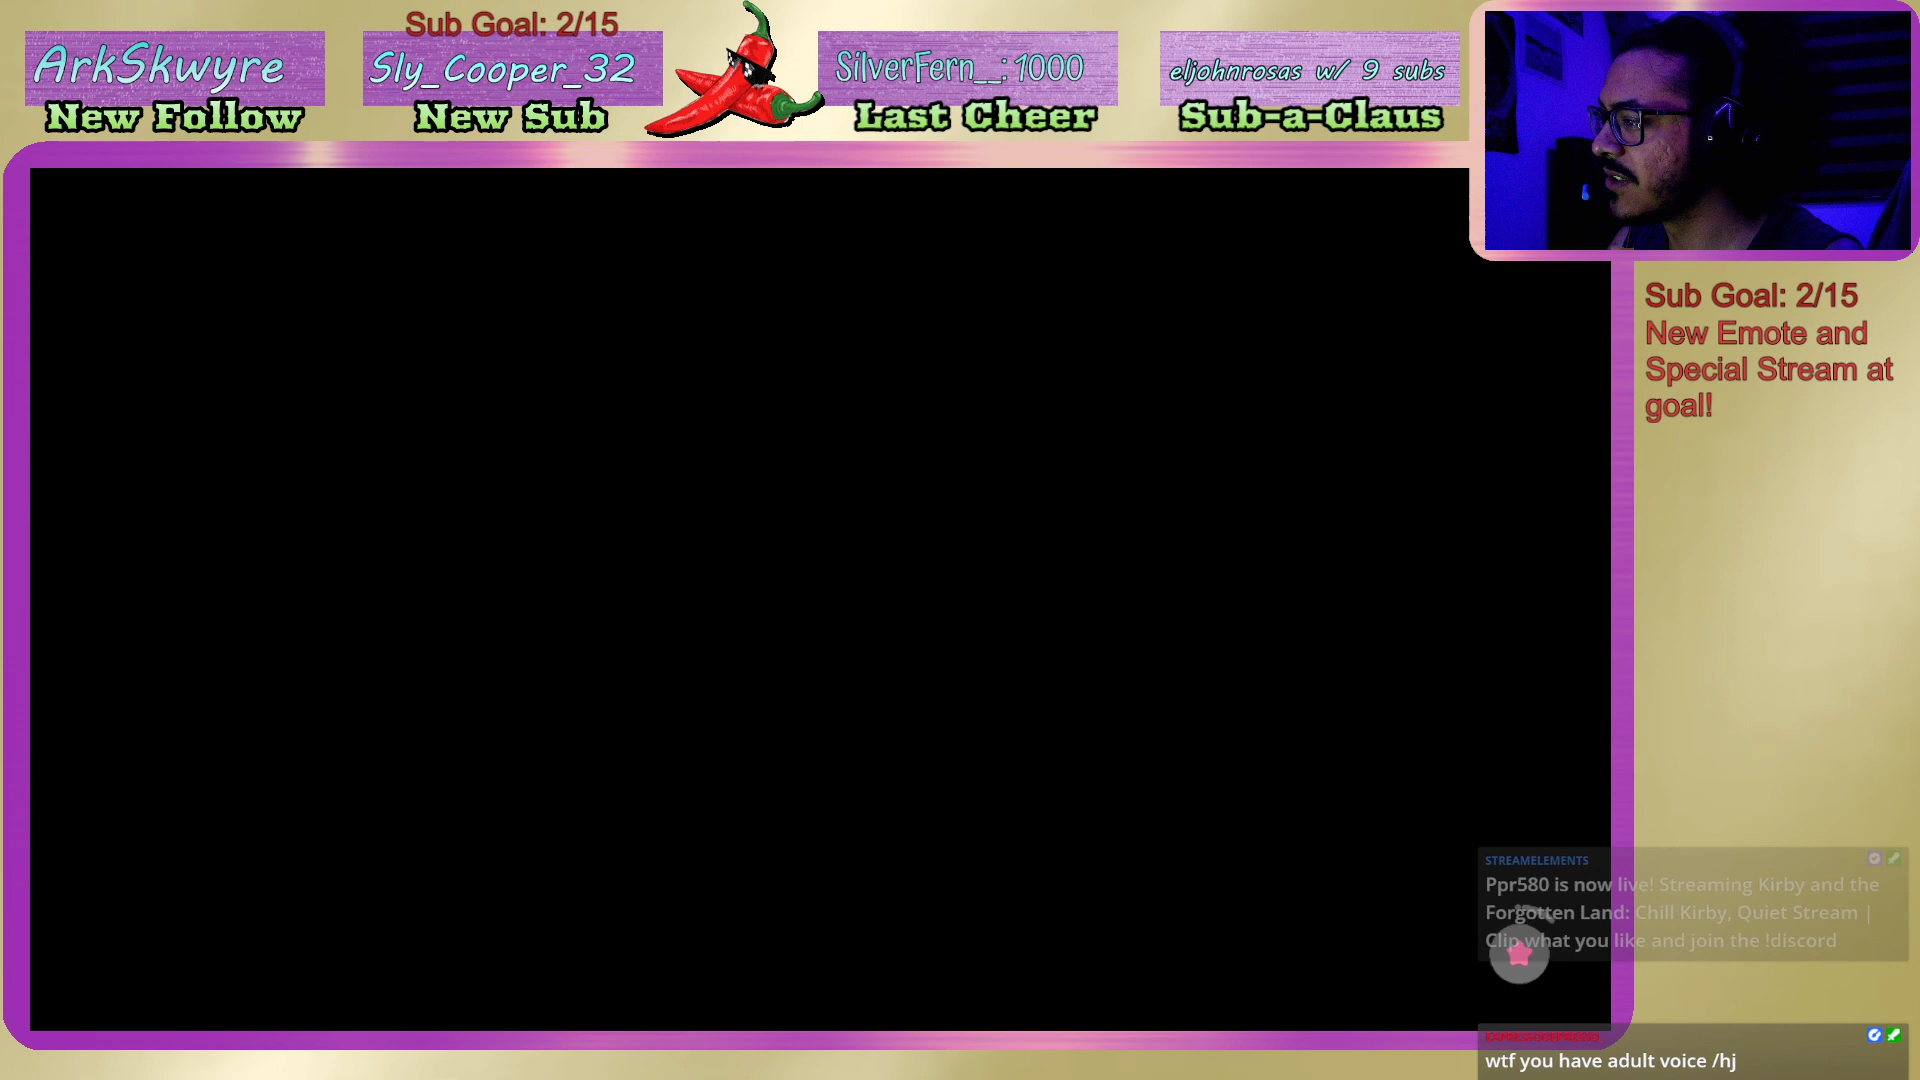 Sub Goal: 2/15
ArkSkwyre
New Follow
Sly_Cooper_32
New Sub
SilverFern__: 1000
Last Cheer
eljohnrosas w/ 9 subs
Sub-a-Claus
Sub Goal: 2/15
New Emote and
Special Stream at
goal!
STREAMELEMENTS
Ppr580 is now live! Streaming Kirby and the
Forgotten Land: Chill Kirby, Quiet Stream |
Clip what you like and join the !discord
wtf you have adult voice /hj